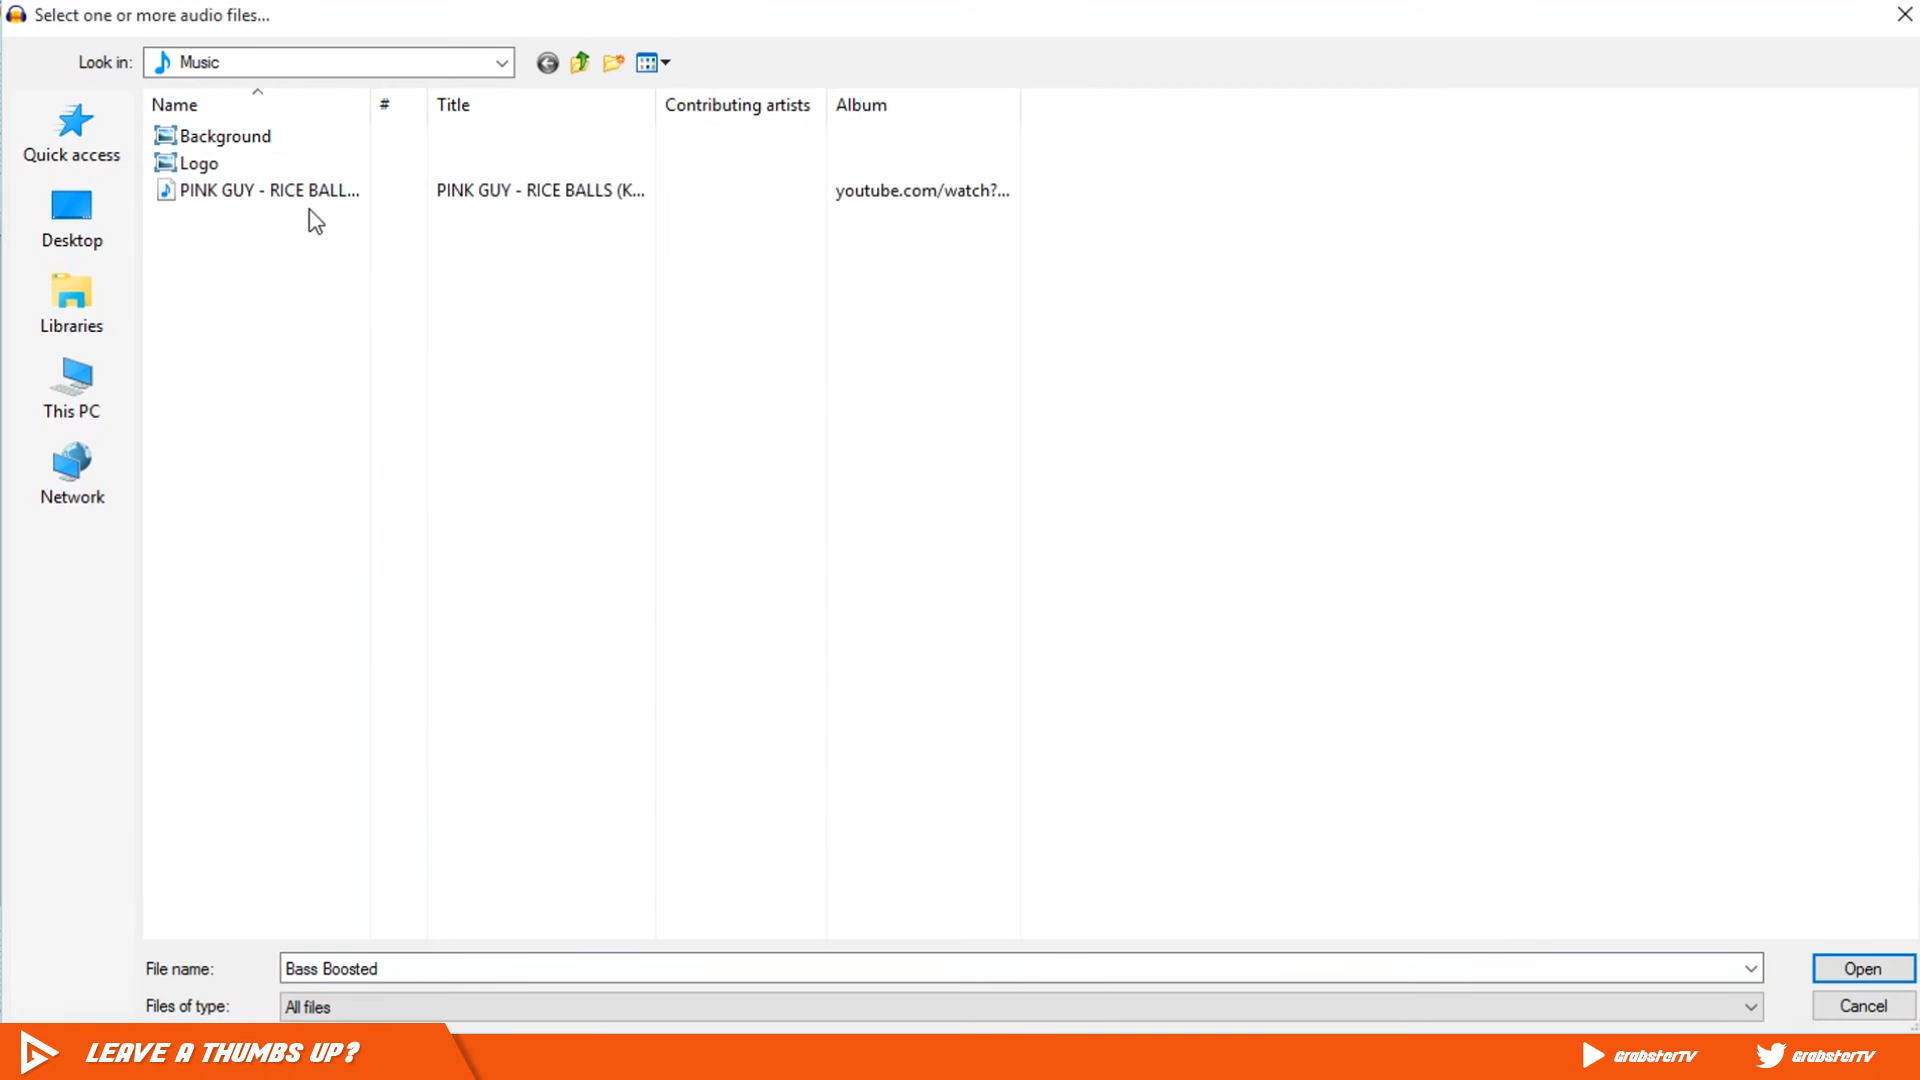 Select one or more audio files...
Look in: Music
Name # Title Contributing artists Album
Background
Logo
PINK GUY - RICE BALL... PINK GUY - RICE BALLS (K... youtube.com/watch?...
Quick access
Desktop
Libraries
This PC
Network
File name: Bass Boosted Open
Files of type: All files Cancel
LEAVE A THUMBS UP? GrabsterTV GrabsterTV